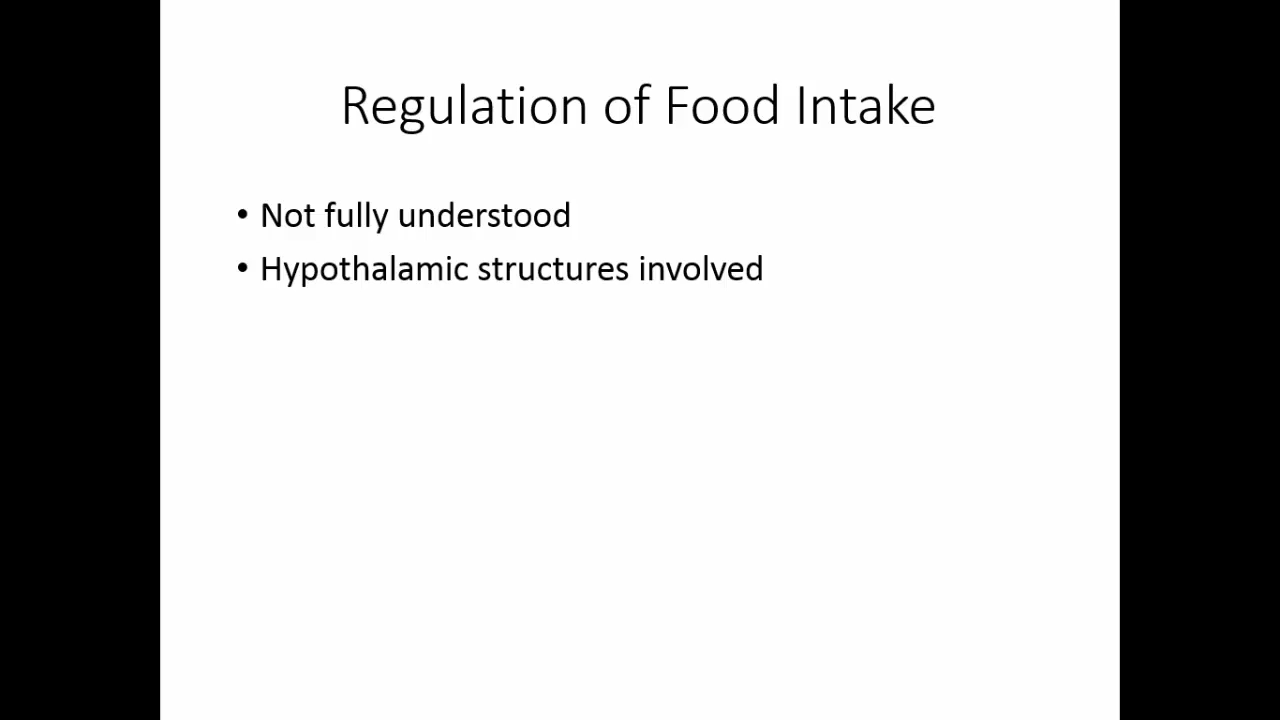 Regulation of Food Intake
• Not fully understood
• Hypothalamic structures involved